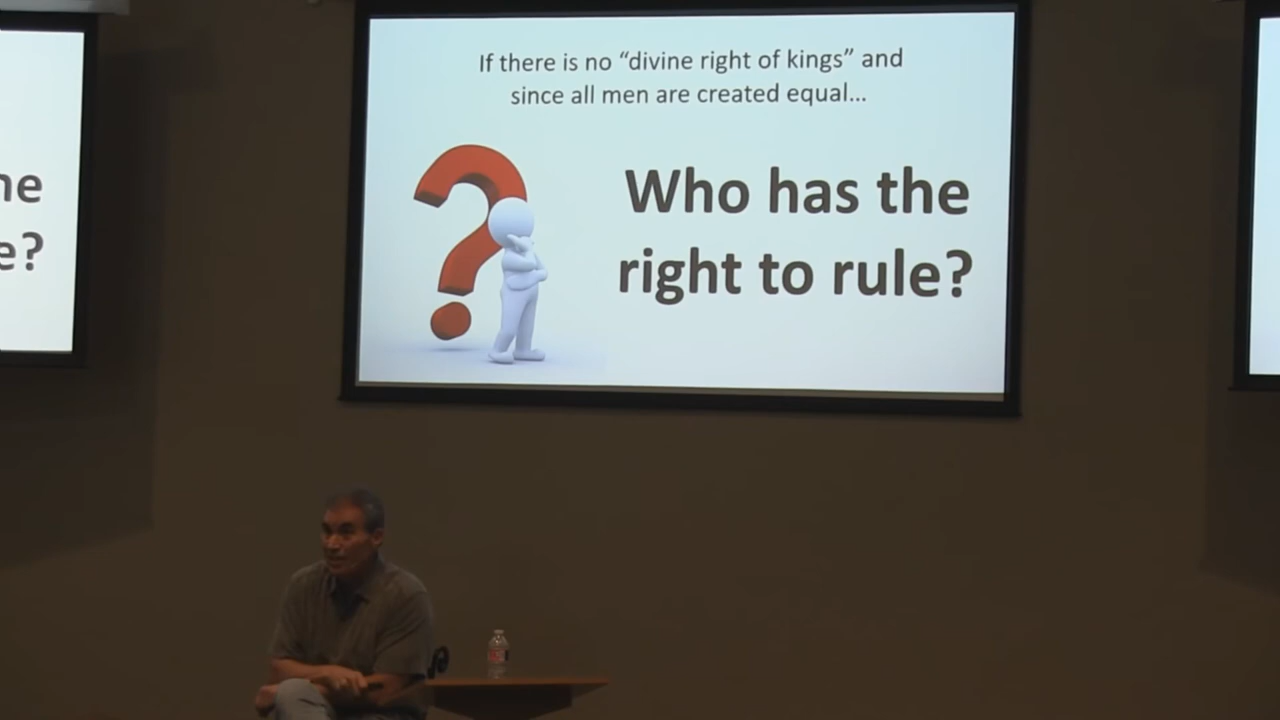 If there is no “divine right of kings” and
since all men are created equal...
Who has the
right to rule?
ne
e?